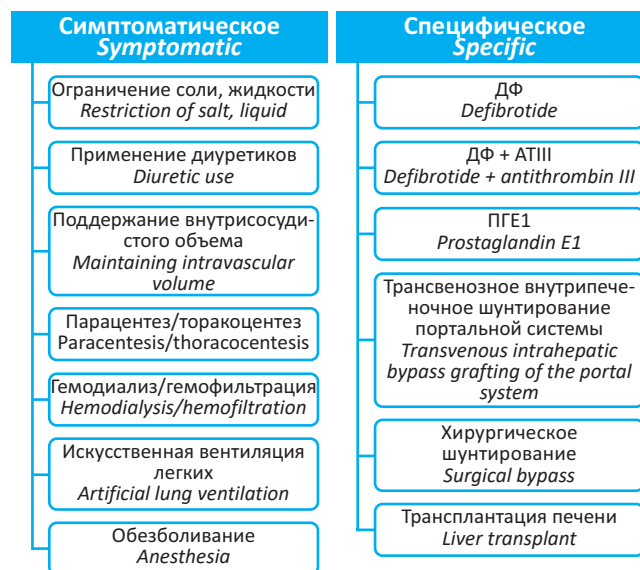 Симптоматическое
Symptomatic
Ограничение соли, жидкости
Restriction of salt, liquid
Применение диуретиков
Diuretic use
Поддержание внутрисосуди-
стого объема
Maintaining intravascular
volume
Парацентез/торакоцентез
Paracentesis/thoracocentesis
Гемодиализ/гемофильтрация
Hemodialysis/hemofiltration
Искусственная вентиляция
легких
Artificial lung ventilation
Обезболивание
Anesthesia
Специфическое
Specific
ДФ
Defibrotide
ДФ + АТIII
Defibrotide + antithrombin III
ПГЕ1
Prostaglandin E1
Трансвенозное внутрипече-
ночное шунтирование
портальной системы
Transvenous intrahepatic
bypass grafting of the portal
system
Хирургическое
шунтирование
Surgical bypass
Трансплантация печени
Liver transplant